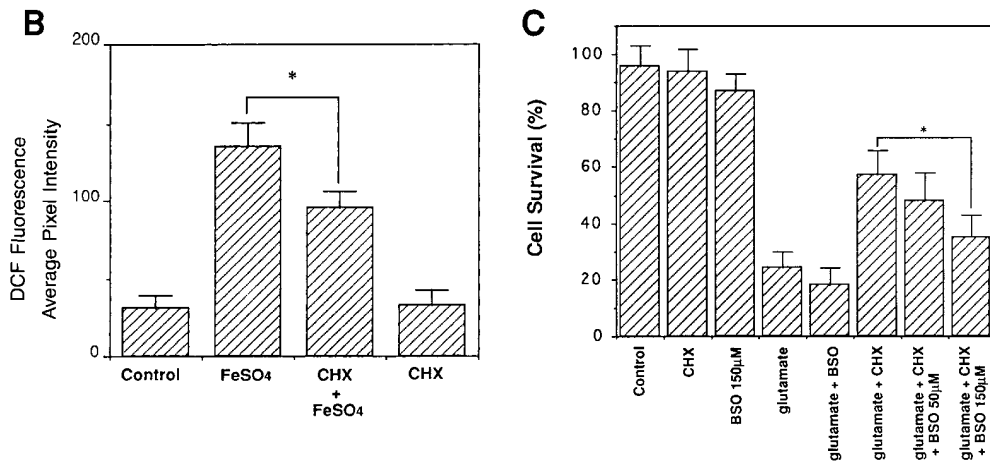 B
200
100
0
DCF Fluorescence
Average Pixel Intensity
*
Control
FeSO4
CHX
+
FeSO4
CHX
C
100
80
60
40
20
0
Cell Survival (%)
*
Control
CHX
BSO 150μM
glutamate
glutamate + BSO
glutamate + CHX
glutamate + CHX
+ BSO 50μM
glutamate + CHX
+ BSO 150μM